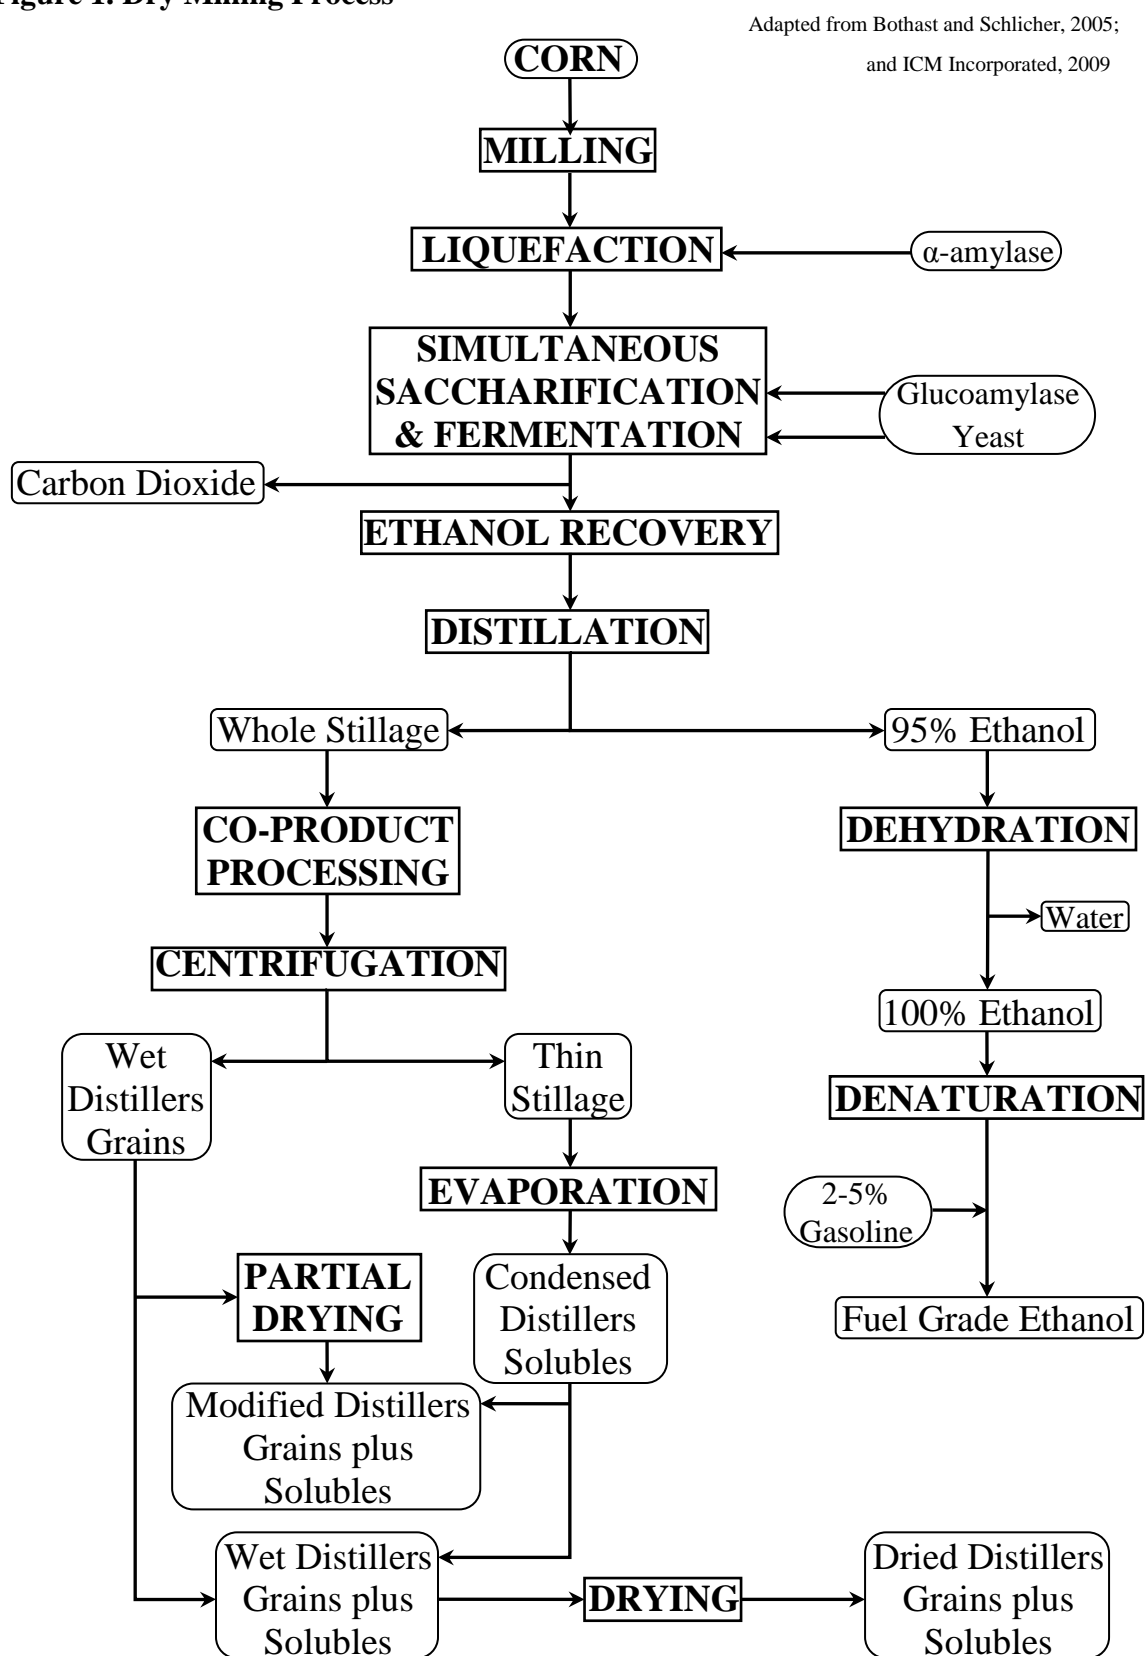 Figure 1. Dry Milling Process
Adapted from Bothast and Schlicher, 2005;
and ICM Incorporated, 2009
CORN
MILLING
LIQUEFACTION
α-amylase
SIMULTANEOUS
SACCHARIFICATION
& FERMENTATION
Glucoamylase
Yeast
Carbon Dioxide
ETHANOL RECOVERY
DISTILLATION
Whole Stillage
95% Ethanol
CO-PRODUCT
PROCESSING
DEHYDRATION
Water
CENTRIFUGATION
100% Ethanol
Wet
Distillers
Grains
Thin
Stillage
DENATURATION
EVAPORATION
2-5%
Gasoline
PARTIAL
DRYING
Condensed
Distillers
Solubles
Fuel Grade Ethanol
Modified Distillers
Grains plus
Solubles
Wet Distillers
Grains plus
Solubles
DRYING
Dried Distillers
Grains plus
Solubles